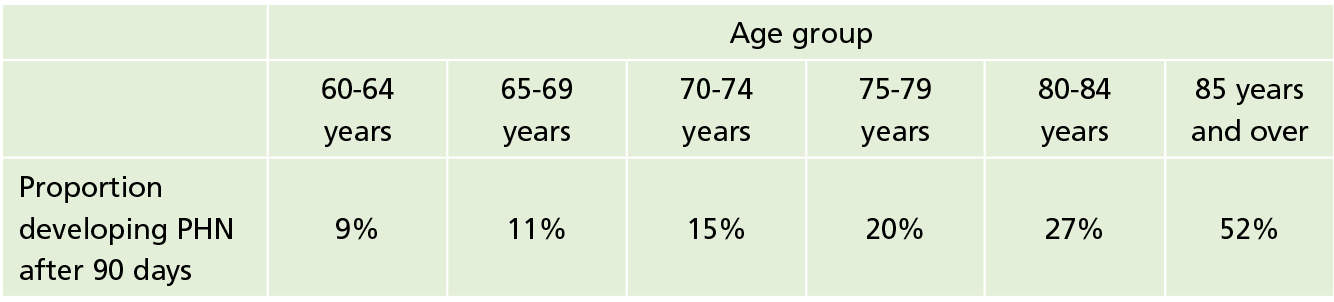 Age group
60-64 years
65-69 years
70-74 years
75-79 years
80-84 years
85 years and over
Proportion
developing PHN
after 90 days
9%
11%
15%
20%
27%
52%